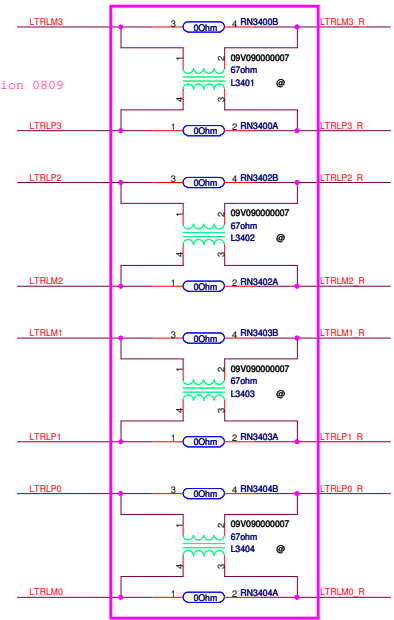 LTRLM3 3 0Ohm 4 RN3400B LTRLM3_R
1 2 09V090000007
67ohm
ion 0809
L3401 @
4 3
LTRLP3 1 0Ohm 2 RN3400A LTRLP3_R
LTRLP2 3 0Ohm 4 RN3402B LTRLP2_R
1 2 09V090000007
67ohm
L3402 @
4 3
LTRLM2 1 0Ohm 2 RN3402A LTRLM2_R
LTRLM1 3 0Ohm 4 RN3403B LTRLM1_R
1 2 09V090000007
67ohm
L3403 @
4 3
LTRLP1 1 0Ohm 2 RN3403A LTRLP1_R
LTRLP0 3 0Ohm 4 RN3404B LTRLP0_R
1 2 09V090000007
67ohm
L3404 @
4 3
LTRLM0 1 0Ohm 2 RN3404A LTRLM0_R